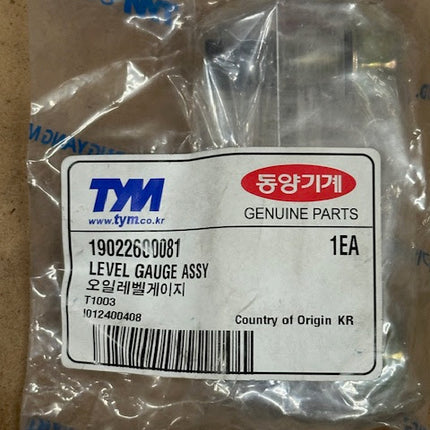 TYM
www.tym.co.kr
동양기계
GENUINE PARTS
19022600081
1EA
LEVEL GAUGE ASSY
오일레벨게이지
T1003
I012400408
Country of Origin KR